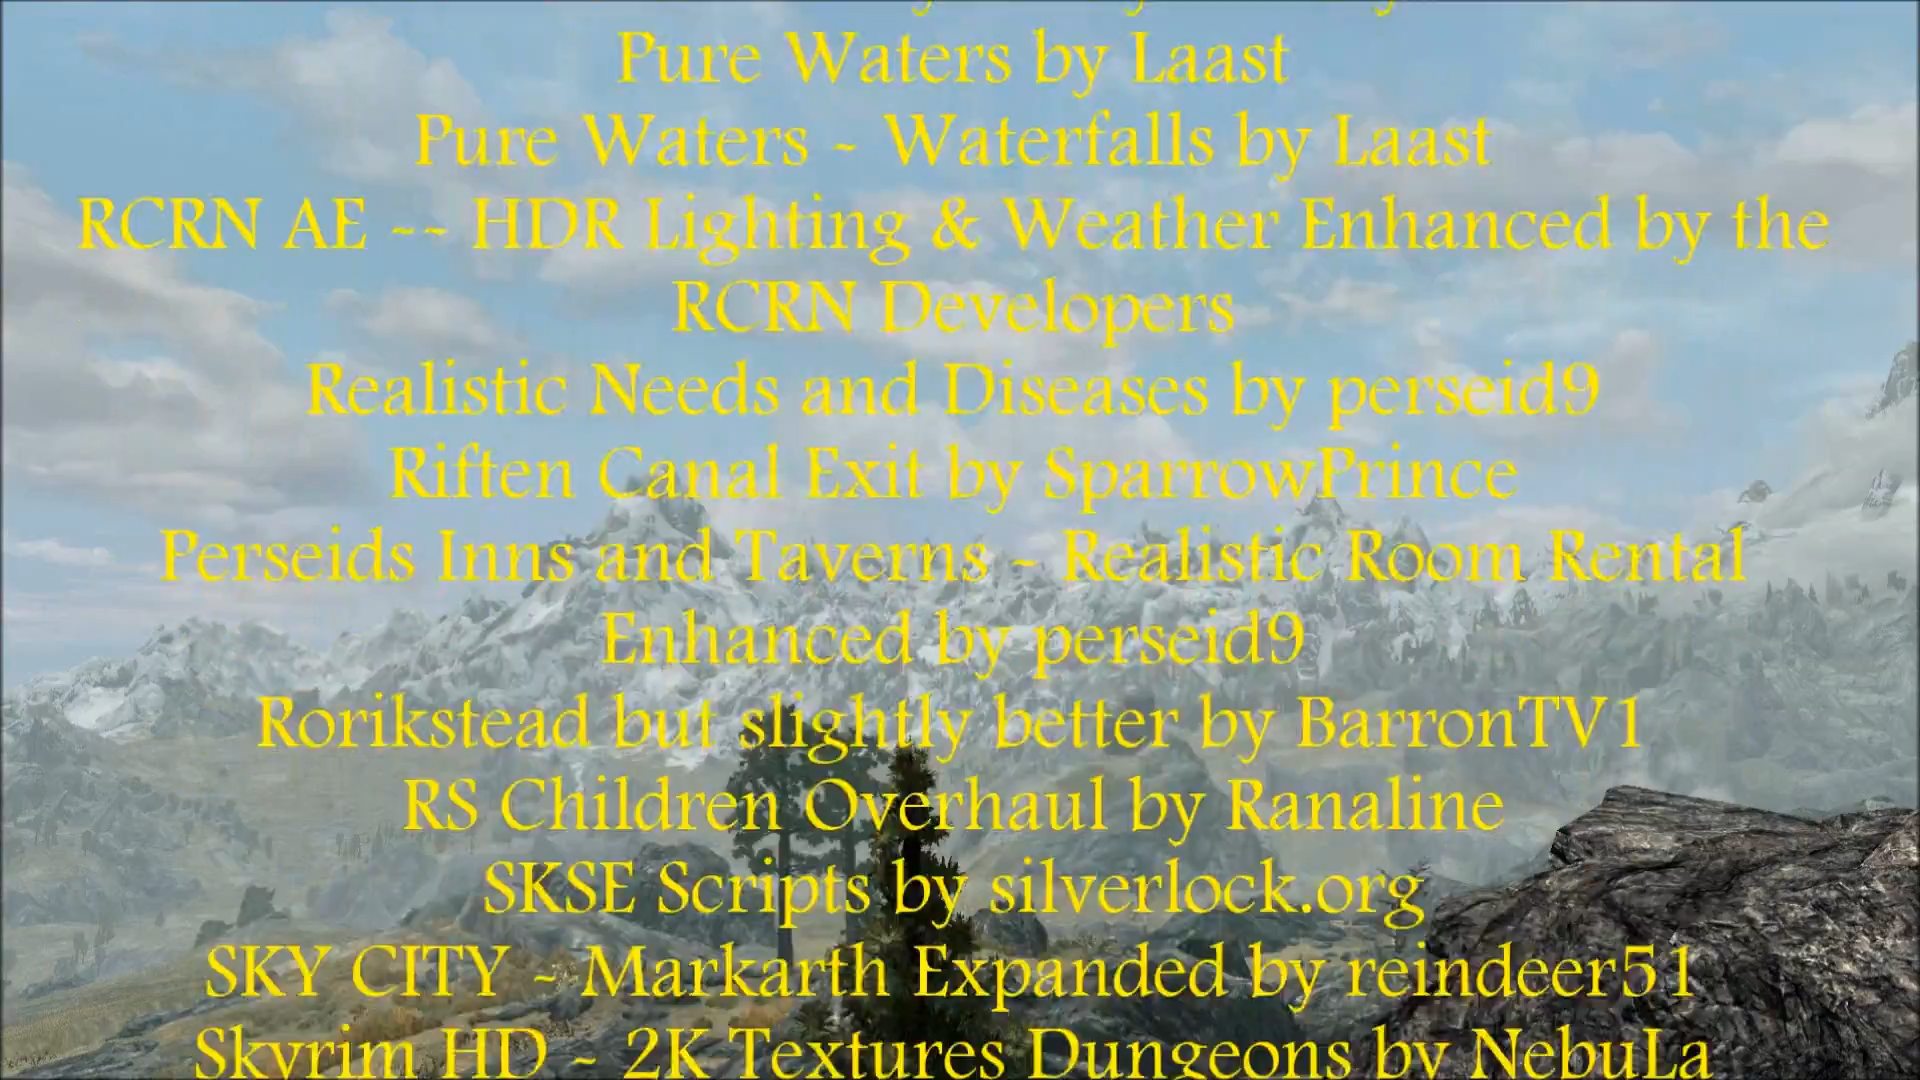 Pure Waters by Laast
Pure Waters - Waterfalls by Laast
RCRN AE -- HDR Lighting & Weather Enhanced by the
RCRN Developers
Realistic Needs and Diseases by perseid9
Riften Canal Exit by SparrowPrince
Perseids Inns and Taverns - Realistic Room Rental
Enhanced by perseid9
Rorikstead but slightly better by BarronTV1
RS Children Overhaul by Ranaline
SKSE Scripts by silverlock.org
SKY CITY - Markarth Expanded by reindeer51
Skyrim HD - 2K Textures Dungeons by NebuLa